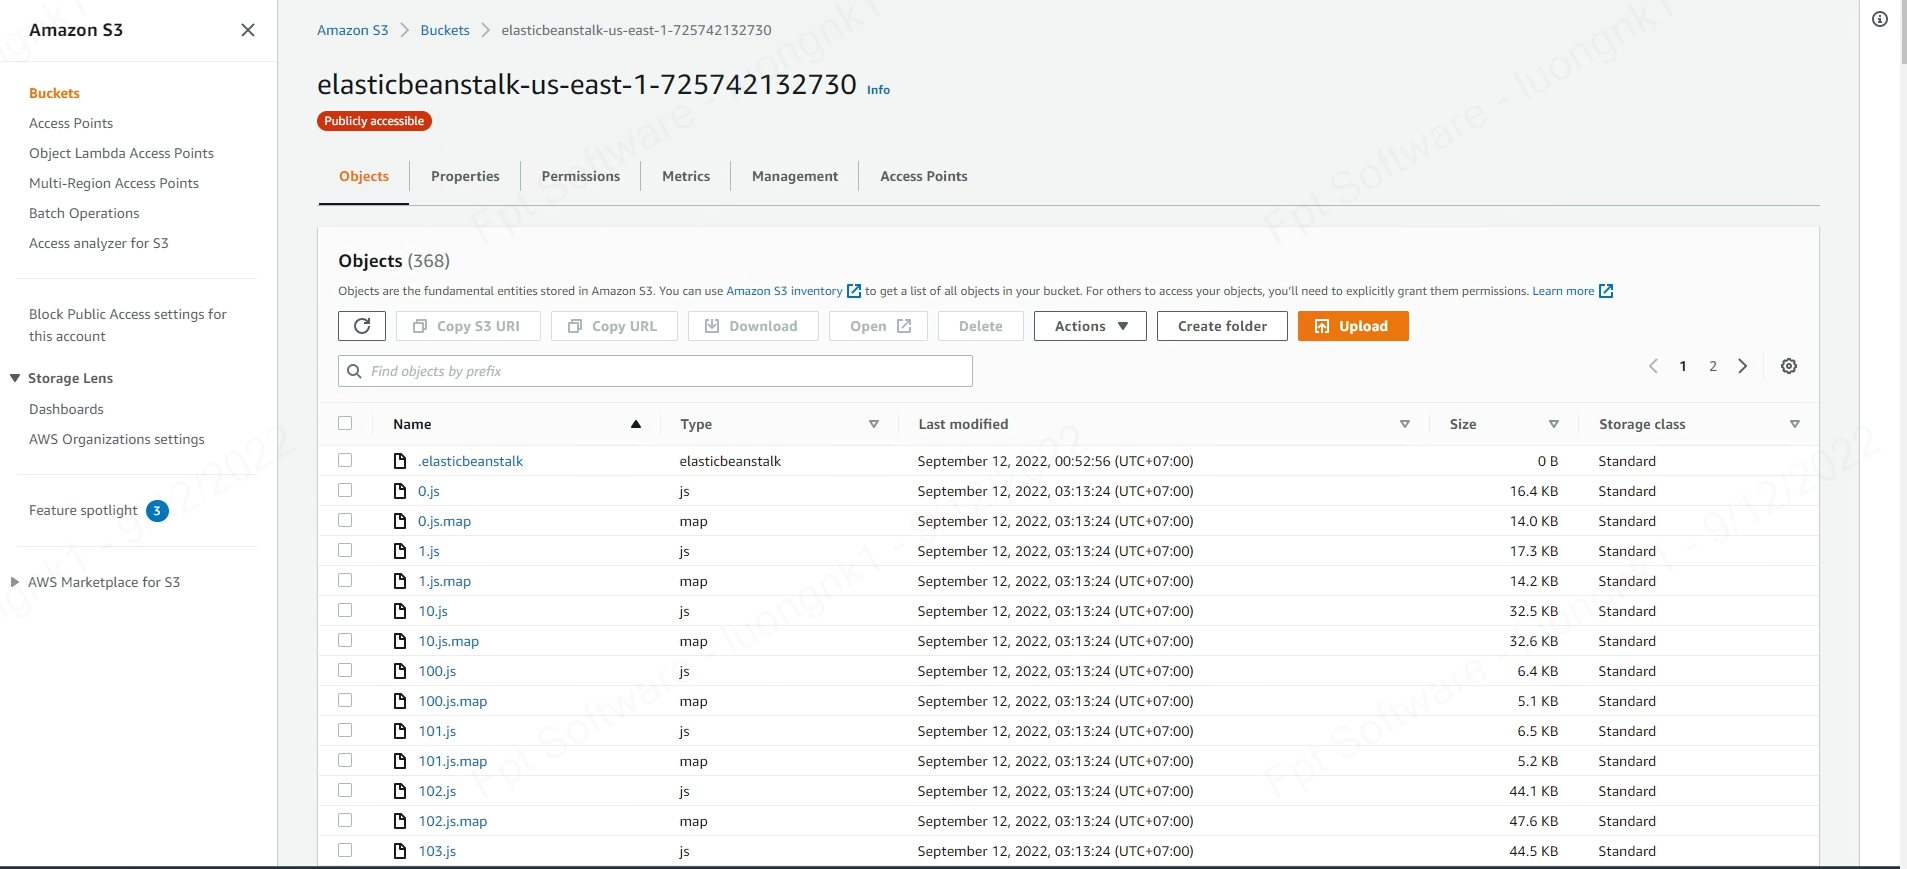 Amazon S3
Buckets
Access Points
Object Lambda Access Points
Multi-Region Access Points
Batch Operations
Access analyzer for S3
Block Public Access settings for
this account
Storage Lens
Dashboards
AWS Organizations settings
Feature spotlight 3
AWS Marketplace for S3
Amazon S3 Buckets elasticbeanstalk-us-east-1-725742132730
elasticbeanstalk-us-east-1-725742132730 Info
Publicly accessible
Objects Properties Permissions Metrics Management Access Points
Objects (368)
Objects are the fundamental entities stored in Amazon S3. You can use Amazon S3 inventory to get a list of all objects in your bucket. For others to access your objects, you'll need to explicitly grant them permissions. Learn more
Copy S3 URI Copy URL Download Open Delete Actions Create folder Upload
Find objects by prefix 1 2
Name Type Last modified Size Storage class
.elasticbeanstalk elasticbeanstalk September 12, 2022, 00:52:56 (UTC+07:00) 0 B Standard
0.js js September 12, 2022, 03:13:24 (UTC+07:00) 16.4 KB Standard
0.js.map map September 12, 2022, 03:13:24 (UTC+07:00) 14.0 KB Standard
1.js js September 12, 2022, 03:13:24 (UTC+07:00) 17.3 KB Standard
1.js.map map September 12, 2022, 03:13:24 (UTC+07:00) 14.2 KB Standard
10.js js September 12, 2022, 03:13:24 (UTC+07:00) 32.5 KB Standard
10.js.map map September 12, 2022, 03:13:24 (UTC+07:00) 32.6 KB Standard
100.js js September 12, 2022, 03:13:24 (UTC+07:00) 6.4 KB Standard
100.js.map map September 12, 2022, 03:13:24 (UTC+07:00) 5.1 KB Standard
101.js js September 12, 2022, 03:13:24 (UTC+07:00) 6.5 KB Standard
101.js.map map September 12, 2022, 03:13:24 (UTC+07:00) 5.2 KB Standard
102.js js September 12, 2022, 03:13:24 (UTC+07:00) 44.1 KB Standard
102.js.map map September 12, 2022, 03:13:24 (UTC+07:00) 47.6 KB Standard
103.js js September 12, 2022, 03:13:24 (UTC+07:00) 44.5 KB Standard
Fpt Software - luongnk1 - 9/12/2022
Fpt Software - luongnk1 - 9/12/2022